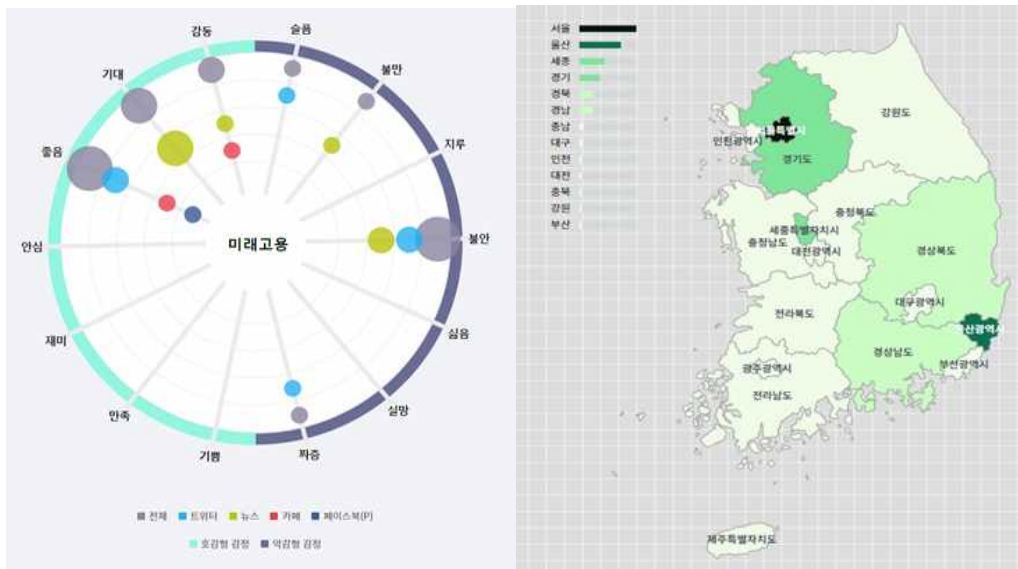 감동
슬픔
기대
불만
좋음
지루
안심
미래고용
불안
재미
싫음
만족
실망
기쁨
짜증
전체
트위터
뉴스
카페
페이스북(P)
호감형 감정
악감형 감정
서울
울산
세종
경기
경북
경남
충남
대구
인천
대전
충북
강원
부산
강원도
서울특별시
인천광역시
경기도
충청북도
세종특별자치시
충청남도
대전광역시
경상북도
대구광역시
전라북도
울산광역시
경상남도
부산광역시
광주광역시
전라남도
제주특별자치도